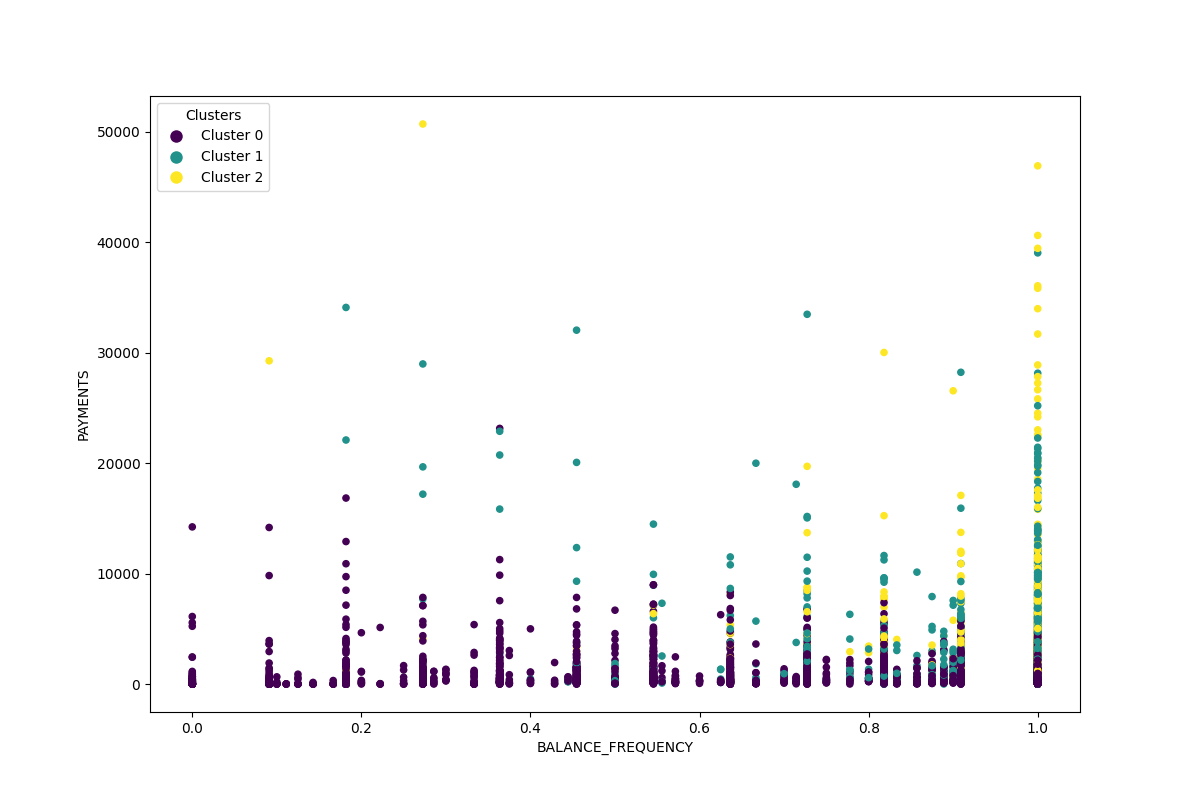 Clusters
Cluster 0
Cluster 1
Cluster 2
50000
40000
30000
20000
10000
0
PAYMENTS
0.0 0.2 0.4 0.6 0.8 1.0
BALANCE_FREQUENCY